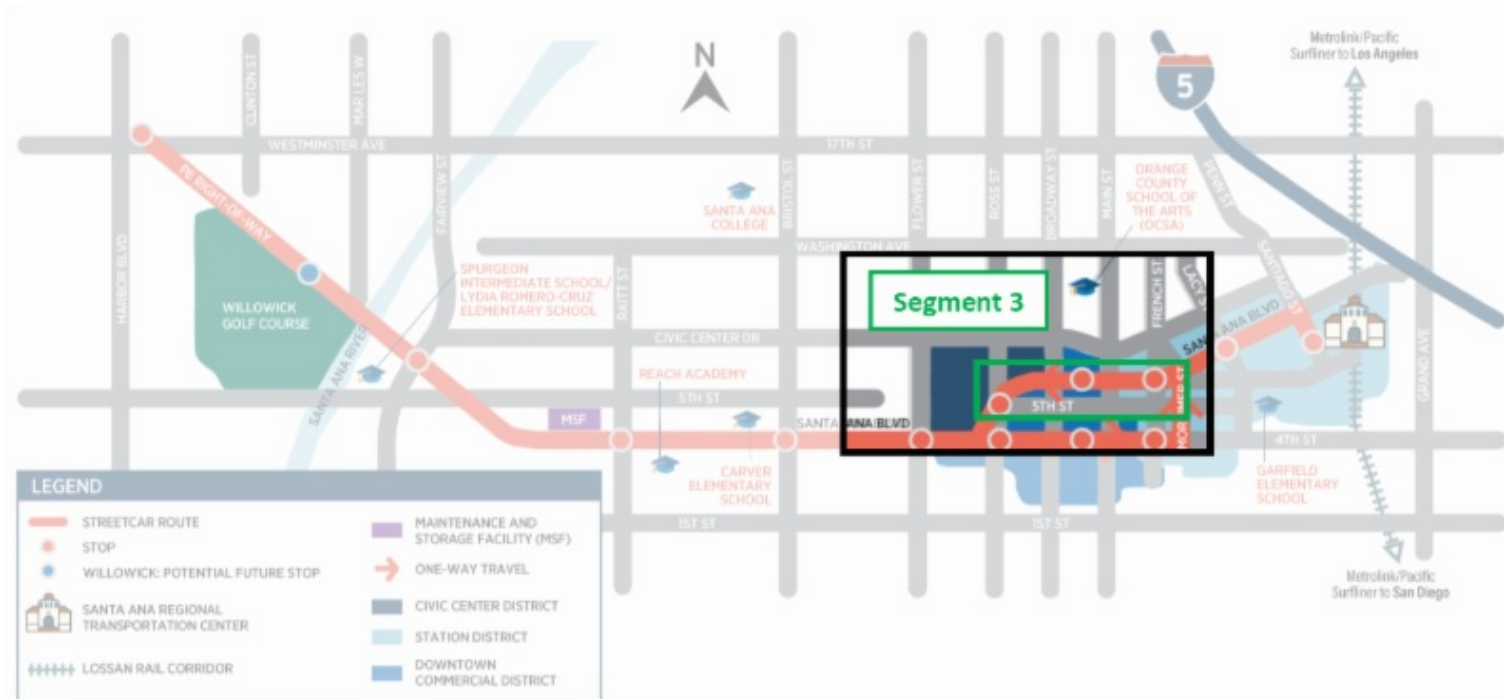 Metrolink/Pacific
Surfliner to Los Angeles
N
5
CLINTON ST
MAR LES W
WESTMINSTER AVE
17TH ST
PE RIGHT-OF-WAY
FAIRVIEW ST
BRISTOL ST
FLOWER ST
ROSS ST
BROADWAY ST
MAIN ST
PENN ST
ORANGE
COUNTY
SCHOOL OF
THE ARTS
(OCSA)
SANTA ANA
COLLEGE
WASHINGTON AVE
SANTIAGO ST
HARBOR BLVD
SPURGEON
INTERMEDIATE SCHOOL/
LYDIA ROMERO-CRUZ
ELEMENTARY SCHOOL
RAITT ST
Segment 3
FRENCH ST
LACY S
WILLOWICK
GOLF COURSE
SANTA ANA RIVER
CIVIC CENTER DR
SANTA ANA BLVD
GRAND AVE
REACH ACADEMY
5TH ST
5TH ST
MSF
SANTA ANA BLVD
MOR
4TH ST
CARVER
ELEMENTARY
SCHOOL
GARFIELD
ELEMENTARY
SCHOOL
1ST ST
1ST ST
Metrolink/Pacific
Surfliner to San Diego
LEGEND
STREETCAR ROUTE
STOP
WILLOWICK: POTENTIAL FUTURE STOP
SANTA ANA REGIONAL
TRANSPORTATION CENTER
LOSSAN RAIL CORRIDOR
MAINTENANCE AND
STORAGE FACILITY (MSF)
ONE-WAY TRAVEL
CIVIC CENTER DISTRICT
STATION DISTRICT
DOWNTOWN
COMMERCIAL DISTRICT